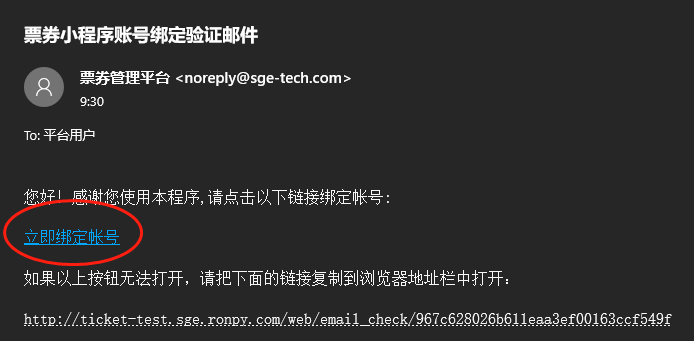 票券小程序账号绑定验证邮件
票券管理平台 <noreply@sge-tech.com>
9:30
To: 平台用户
您好! 感谢您使用本程序,请点击以下链接绑定帐号:
立即绑定帐号
如果以上按钮无法打开，请把下面的链接复制到浏览器地址栏中打开：
http://ticket-test.sge.ronpy.com/web/email_check/967c628026b611eaa3ef00163ccf549f